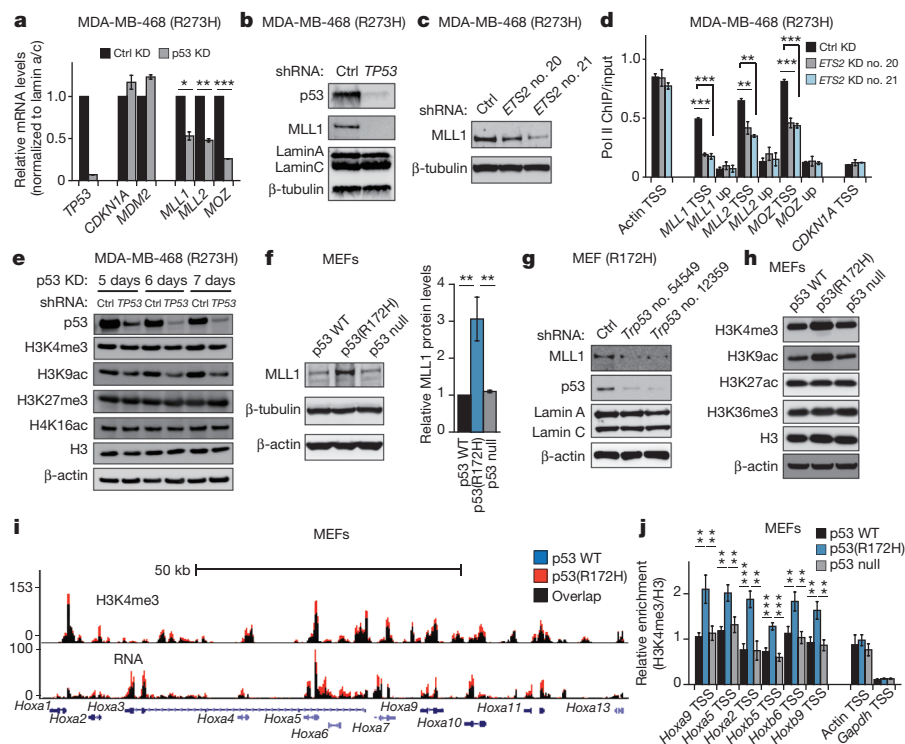 a
MDA-MB-468 (R273H)
Relative mRNA levels
(normalized to lamin a/c)
Ctrl KD
p53 KD
1.0
0.5
0
*
**
***
TP53
CDKN1A
MDM2
MLL1
MLL2
MOZ
b
MDA-MB-468 (R273H)
shRNA:
Ctrl
TP53
p53
MLL1
LaminA
LaminC
β-tubulin
c
MDA-MB-468 (R273H)
shRNA:
Ctrl
ETS2 no. 20
ETS2 no. 21
MLL1
β-tubulin
d
MDA-MB-468 (R273H)
Pol II ChIP/input
Ctrl KD
ETS2 KD no. 20
ETS2 KD no. 21
1.0
0.8
0.6
0.4
0.2
0
***
***
**
**
***
***
Actin TSS
MLL1 TSS
MLL1 up
MLL2 TSS
MLL2 up
MOZ TSS
MOZ up
CDKN1A TSS
e
MDA-MB-468 (R273H)
p53 KD:
5 days
6 days
7 days
shRNA:
Ctrl TP53
Ctrl TP53
Ctrl TP53
p53
H3K4me3
H3K9ac
H3K27me3
H4K16ac
H3
β-actin
f
MEFs
p53 WT
p53(R172H)
p53 null
MLL1
β-tubulin
β-actin
Relative MLL1 protein levels
4
3
2
1
0
**
**
p53 WT
p53(R172H)
p53 null
g
MEF (R172H)
shRNA:
Ctrl
Trp53 no. 54549
Trp53 no. 12359
MLL1
p53
Lamin A
Lamin C
β-actin
h
MEFs
p53 WT
p53(R172H)
p53 null
H3K4me3
H3K9ac
H3K27ac
H3K36me3
H3
β-actin
i
MEFs
50 kb
p53 WT
p53(R172H)
Overlap
153
H3K4me3
0
100
RNA
0
Hoxa1
Hoxa2
Hoxa3
Hoxa4
Hoxa5
Hoxa6
Hoxa7
Hoxa9
Hoxa10
Hoxa11
Hoxa13
j
MEFs
Relative enrichment
(H3K4me3/H3)
p53 WT
p53(R172H)
p53 null
2
1
0
**
**
**
**
***
**
***
***
**
**
**
**
Hoxa9 TSS
Hoxa5 TSS
Hoxa2 TSS
Hoxb5 TSS
Hoxb6 TSS
Hoxb9 TSS
Actin TSS
Gapdh TSS